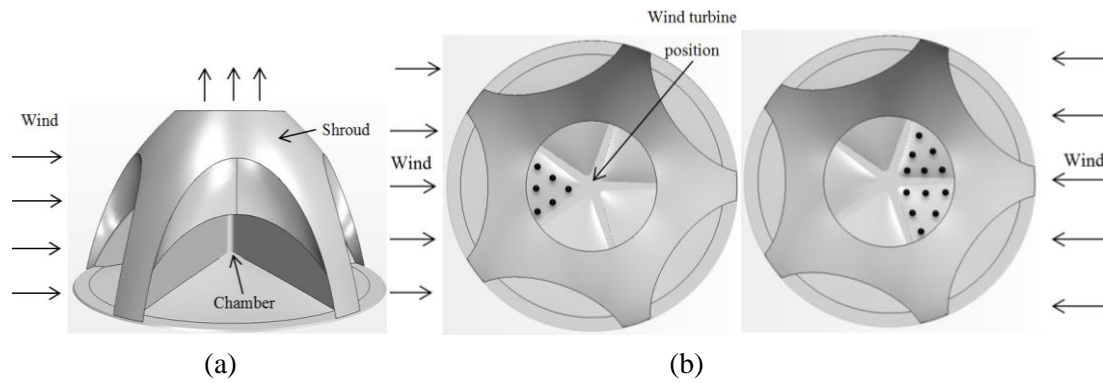 Wind
Shroud
Chamber
(a)
Wind turbine
position
Wind
Wind
(b)